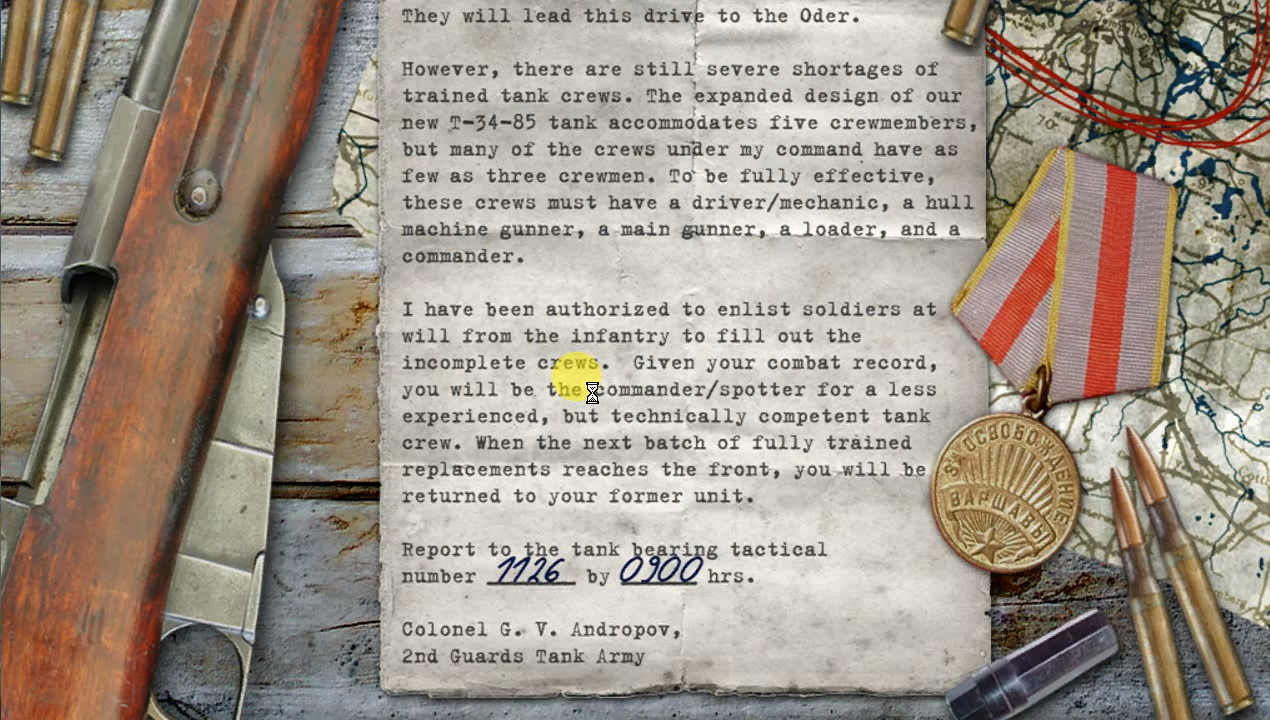 They will lead this drive to the Oder.
However, there are still severe shortages of
trained tank crews. The expanded design of our
new T-34-85 tank accommodates five crewmembers,
but many of the crews under my command have as
few as three crewmen. To be fully effective,
these crews must have a driver/mechanic, a hull
machine gunner, a main gunner, a loader, and a
commander.
I have been authorized to enlist soldiers at
will from the infantry to fill out the
incomplete crews.  Given your combat record,
you will be the commander/spotter for a less
experienced, but technically competent tank
crew. When the next batch of fully trained
replacements reaches the front, you will be
returned to your former unit.
Report to the tank bearing tactical
number 1126 by 0900 hrs.
Colonel G. V. Andropov,
2nd Guards Tank Army
ЗА ОСВОБОЖДЕНИЕ
ВАРШАВЫ